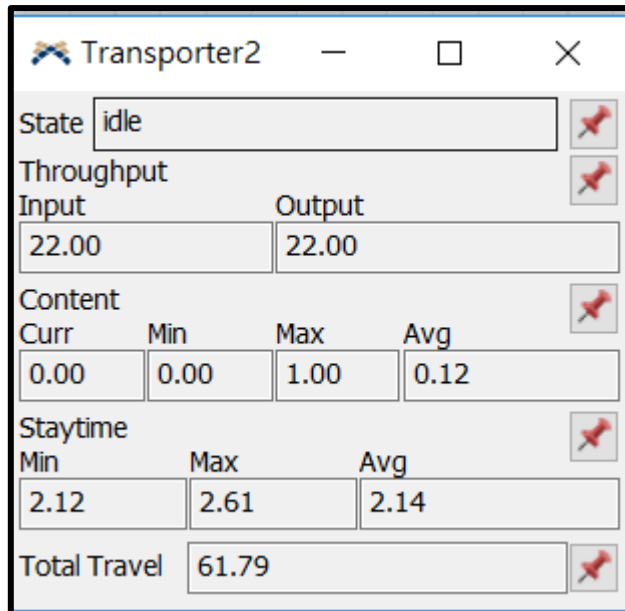 Transporter2
State idle
Throughput
Input Output
22.00 22.00
Content
Curr Min Max Avg
0.00 0.00 1.00 0.12
Staytime
Min Max Avg
2.12 2.61 2.14
Total Travel 61.79